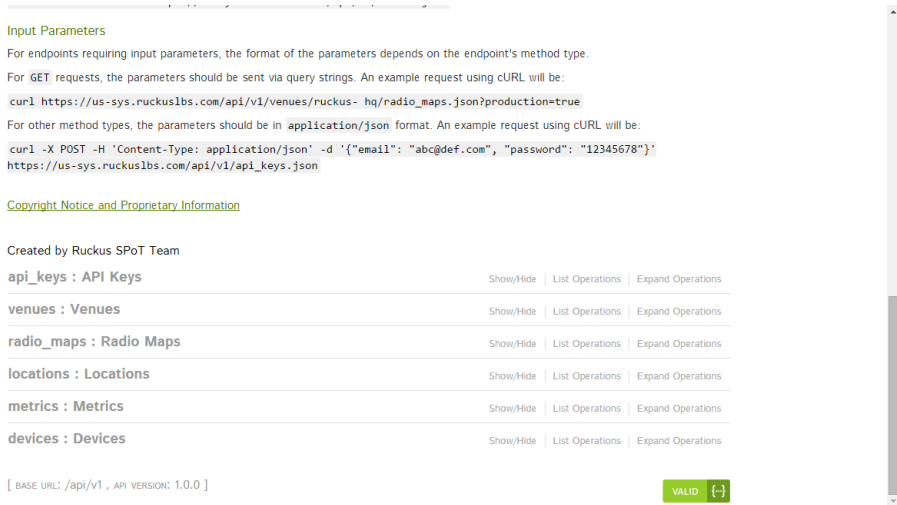 Input Parameters
For endpoints requiring input parameters, the format of the parameters depends on the endpoint's method type.
For GET requests, the parameters should be sent via query strings. An example request using cURL will be:
curl https://us-sys.ruckuslbs.com/api/v1/venues/ruckus- hq/radio_maps.json?production=true
For other method types, the parameters should be in application/json format. An example request using cURL will be:
curl -X POST -H 'Content-Type: application/json' -d '{"email": "abc@def.com", "password": "12345678"}'
https://us-sys.ruckuslbs.com/api/v1/api_keys.json
Copyright Notice and Proprietary Information
Created by Ruckus SPoT Team
api_keys : API Keys Show/Hide List Operations Expand Operations
venues : Venues Show/Hide List Operations Expand Operations
radio_maps : Radio Maps Show/Hide List Operations Expand Operations
locations : Locations Show/Hide List Operations Expand Operations
metrics : Metrics Show/Hide List Operations Expand Operations
devices : Devices Show/Hide List Operations Expand Operations
[ BASE URL: /api/v1 , API VERSION: 1.0.0 ] VALID {...}